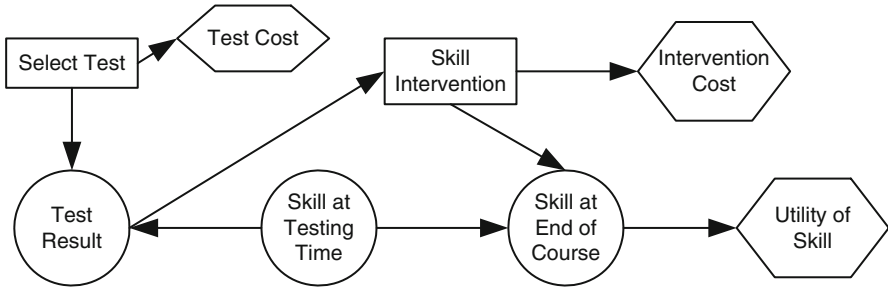 Select Test
Test Cost
Skill
Intervention
Intervention
Cost
Test
Result
Skill at
Testing
Time
Skill at
End of
Course
Utility of
Skill